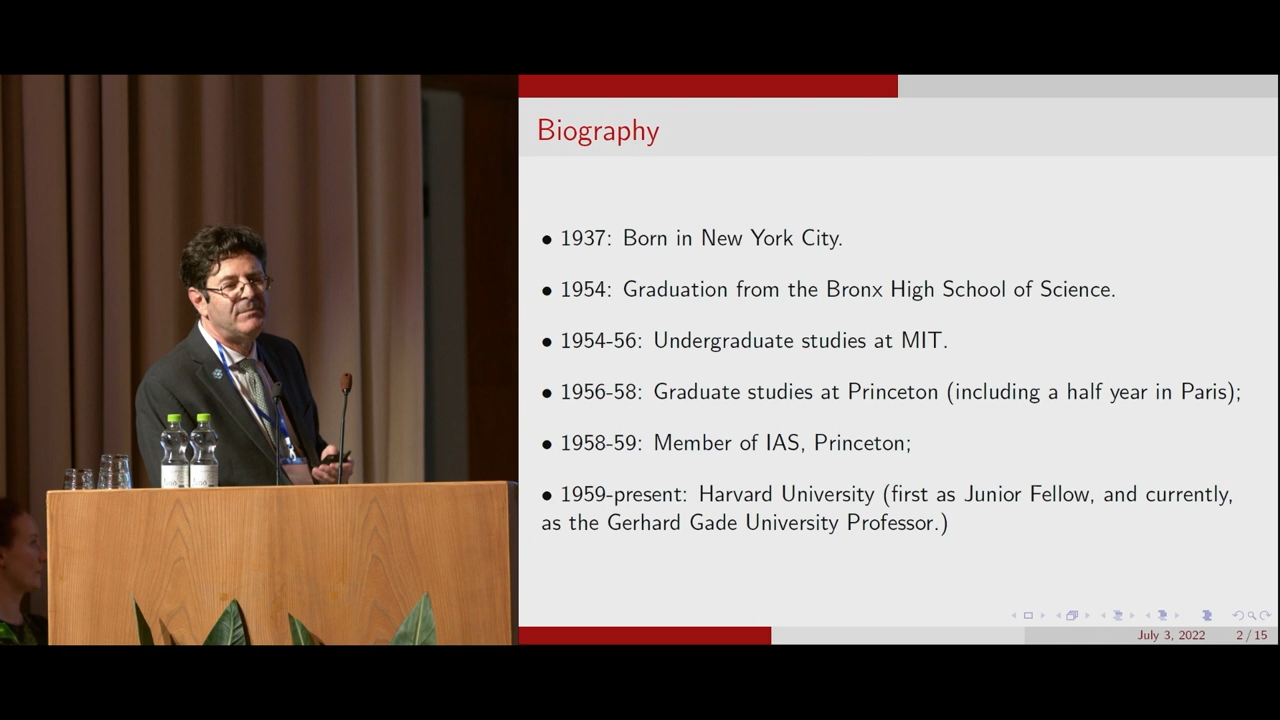 Biography
• 1937: Born in New York City.
• 1954: Graduation from the Bronx High School of Science.
• 1954-56: Undergraduate studies at MIT.
• 1956-58: Graduate studies at Princeton (including a half year in Paris);
• 1958-59: Member of IAS, Princeton;
• 1959-present: Harvard University (first as Junior Fellow, and currently,
as the Gerhard Gade University Professor.)
July 3, 2022 2 / 15